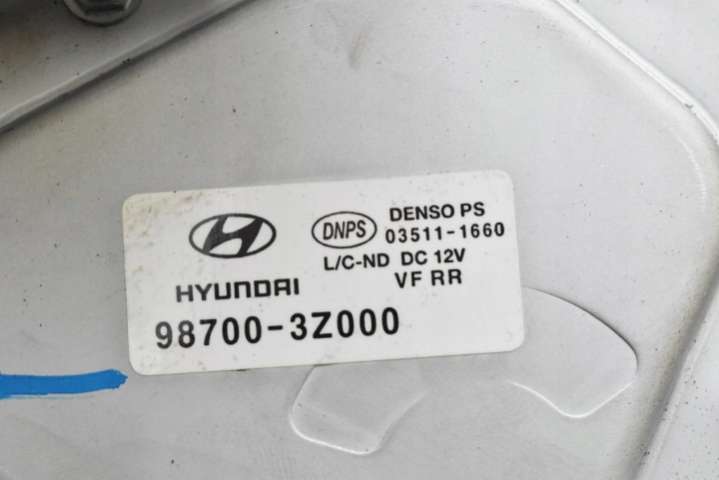 HYUNDAI
DNPS
DENSO PS
03511-1660
L/C-ND DC 12V
VF RR
98700-3Z000